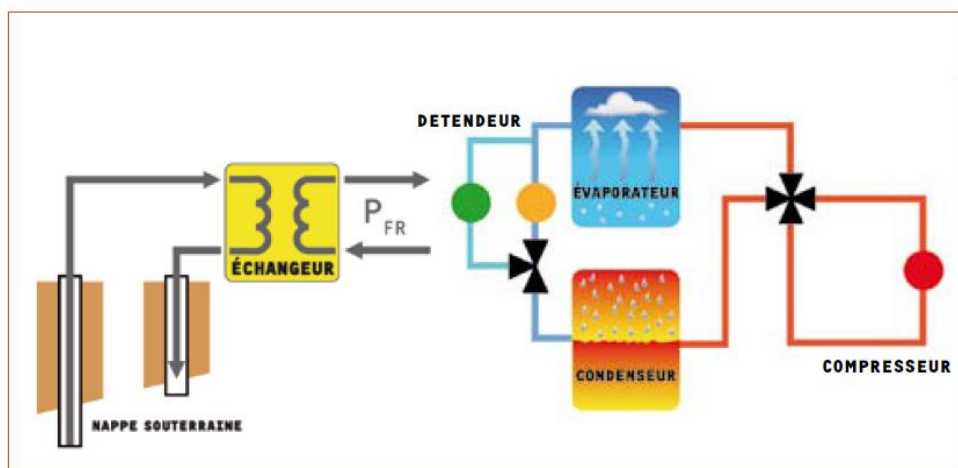 DETENDEUR
ÉVAPORATEUR
P FR
ÉCHANGEUR
COMPRESSEUR
CONDENSEUR
NAPPE SOUTERRAINE